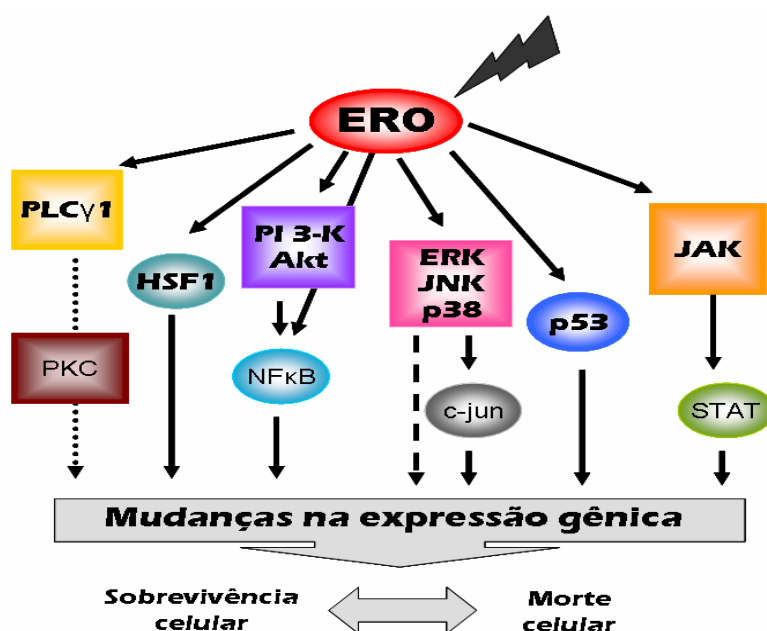 ERO
PLCγ1
PI 3-K
Akt
HSF1
ERK
JNK
p38
p53
JAK
PKC
NFκB
c-jun
STAT
Mudanças na expressão gênica
Sobrevivência
celular
Morte
celular